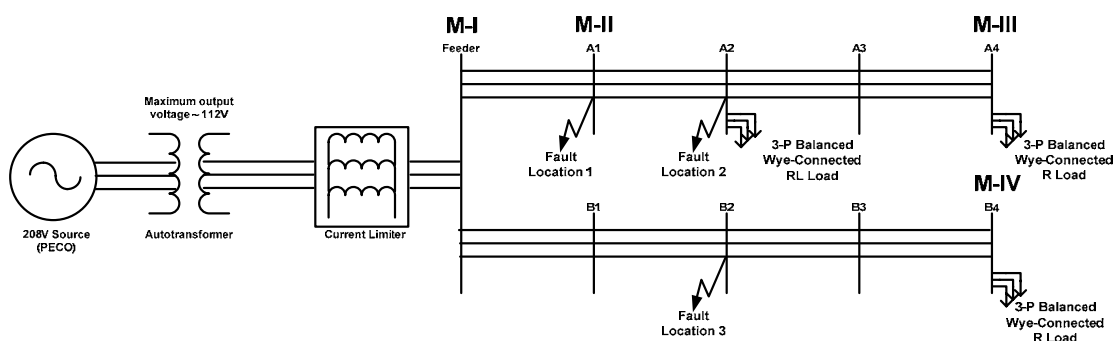 M-I
M-II
M-III
Feeder
A1
A2
A3
A4
Maximum output
voltage~112V
Fault
Location 1
Fault
Location 2
3-P Balanced
Wye-Connected
RL Load
3-P Balanced
Wye-Connected
R Load
M-IV
208V Source
(PECO)
Autotransformer
Current Limiter
B1
B2
B3
B4
Fault
Location 3
3-P Balanced
Wye-Connected
R Load